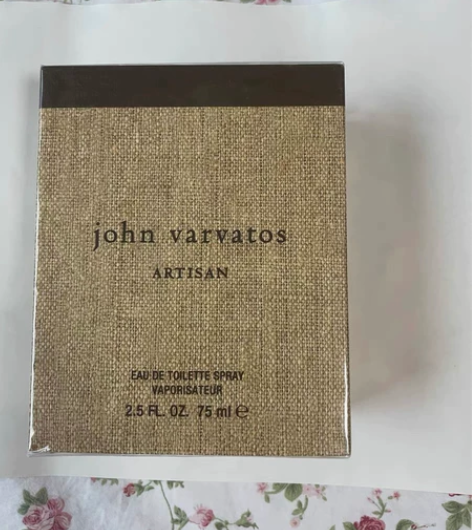 john varvatos
ARTISAN
EAU DE TOILETTE SPRAY
VAPORISATEUR
2.5 FL. OZ. 75 ml ℮